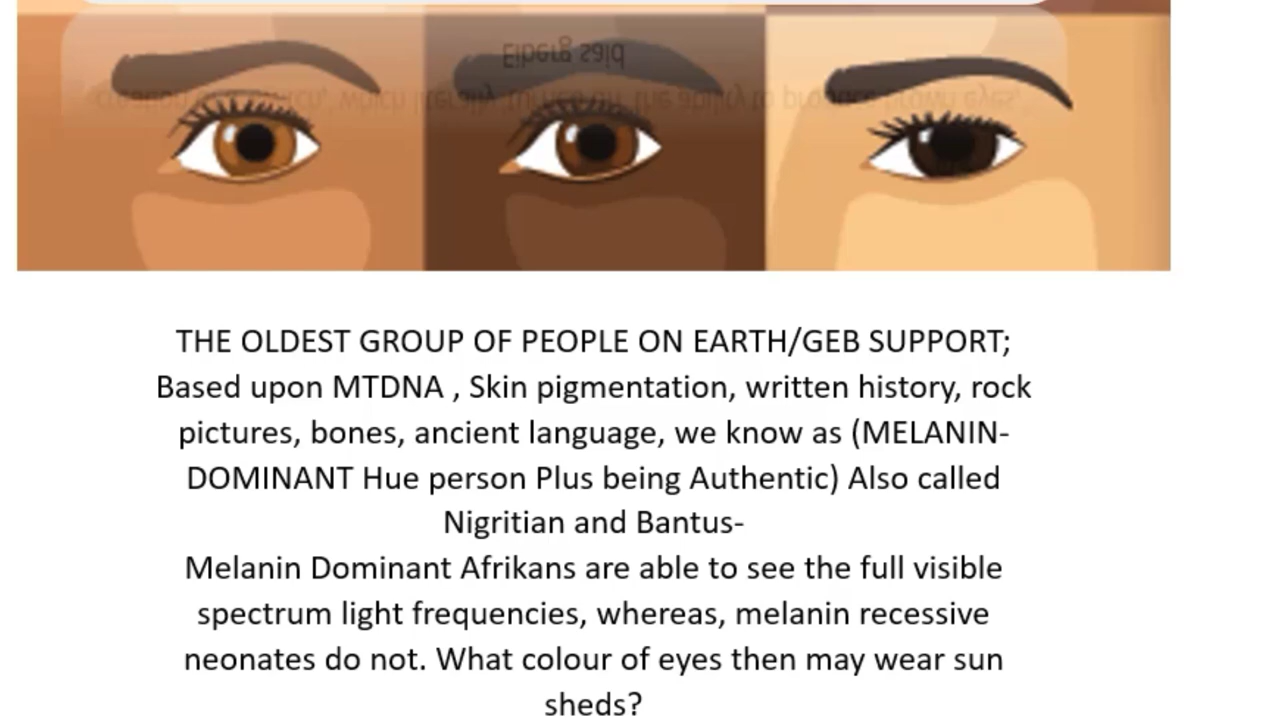 Eiberg said
THE OLDEST GROUP OF PEOPLE ON EARTH/GEB SUPPORT;
Based upon MTDNA , Skin pigmentation, written history, rock
pictures, bones, ancient language, we know as (MELANIN-
DOMINANT Hue person Plus being Authentic) Also called
Nigritian and Bantus-
Melanin Dominant Afrikans are able to see the full visible
spectrum light frequencies, whereas, melanin recessive
neonates do not. What colour of eyes then may wear sun
sheds?